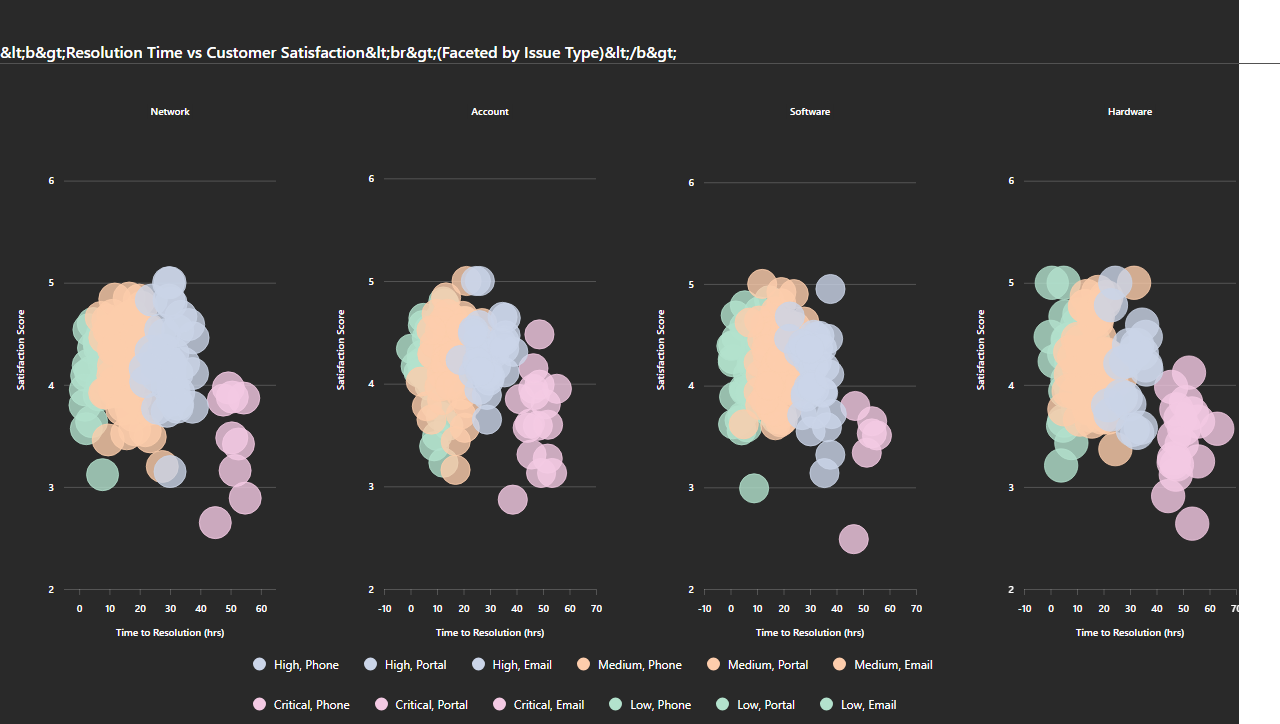 &lt;b&gt;Resolution Time vs Customer Satisfaction&lt;br&gt;(Faceted by Issue Type)&lt;/b&gt;
Network
Account
Software
Hardware
Satisfaction Score
6
5
4
3
2
0 10 20 30 40 50 60
Time to Resolution (hrs)
Satisfaction Score
6
5
4
3
2
-10 0 10 20 30 40 50 60 70
Time to Resolution (hrs)
Satisfaction Score
6
5
4
3
2
-10 0 10 20 30 40 50 60 70
Time to Resolution (hrs)
Satisfaction Score
6
5
4
3
2
-10 0 10 20 30 40 50 60 70
Time to Resolution (hrs)
High, Phone High, Portal High, Email Medium, Phone Medium, Portal Medium, Email
Critical, Phone Critical, Portal Critical, Email Low, Phone Low, Portal Low, Email